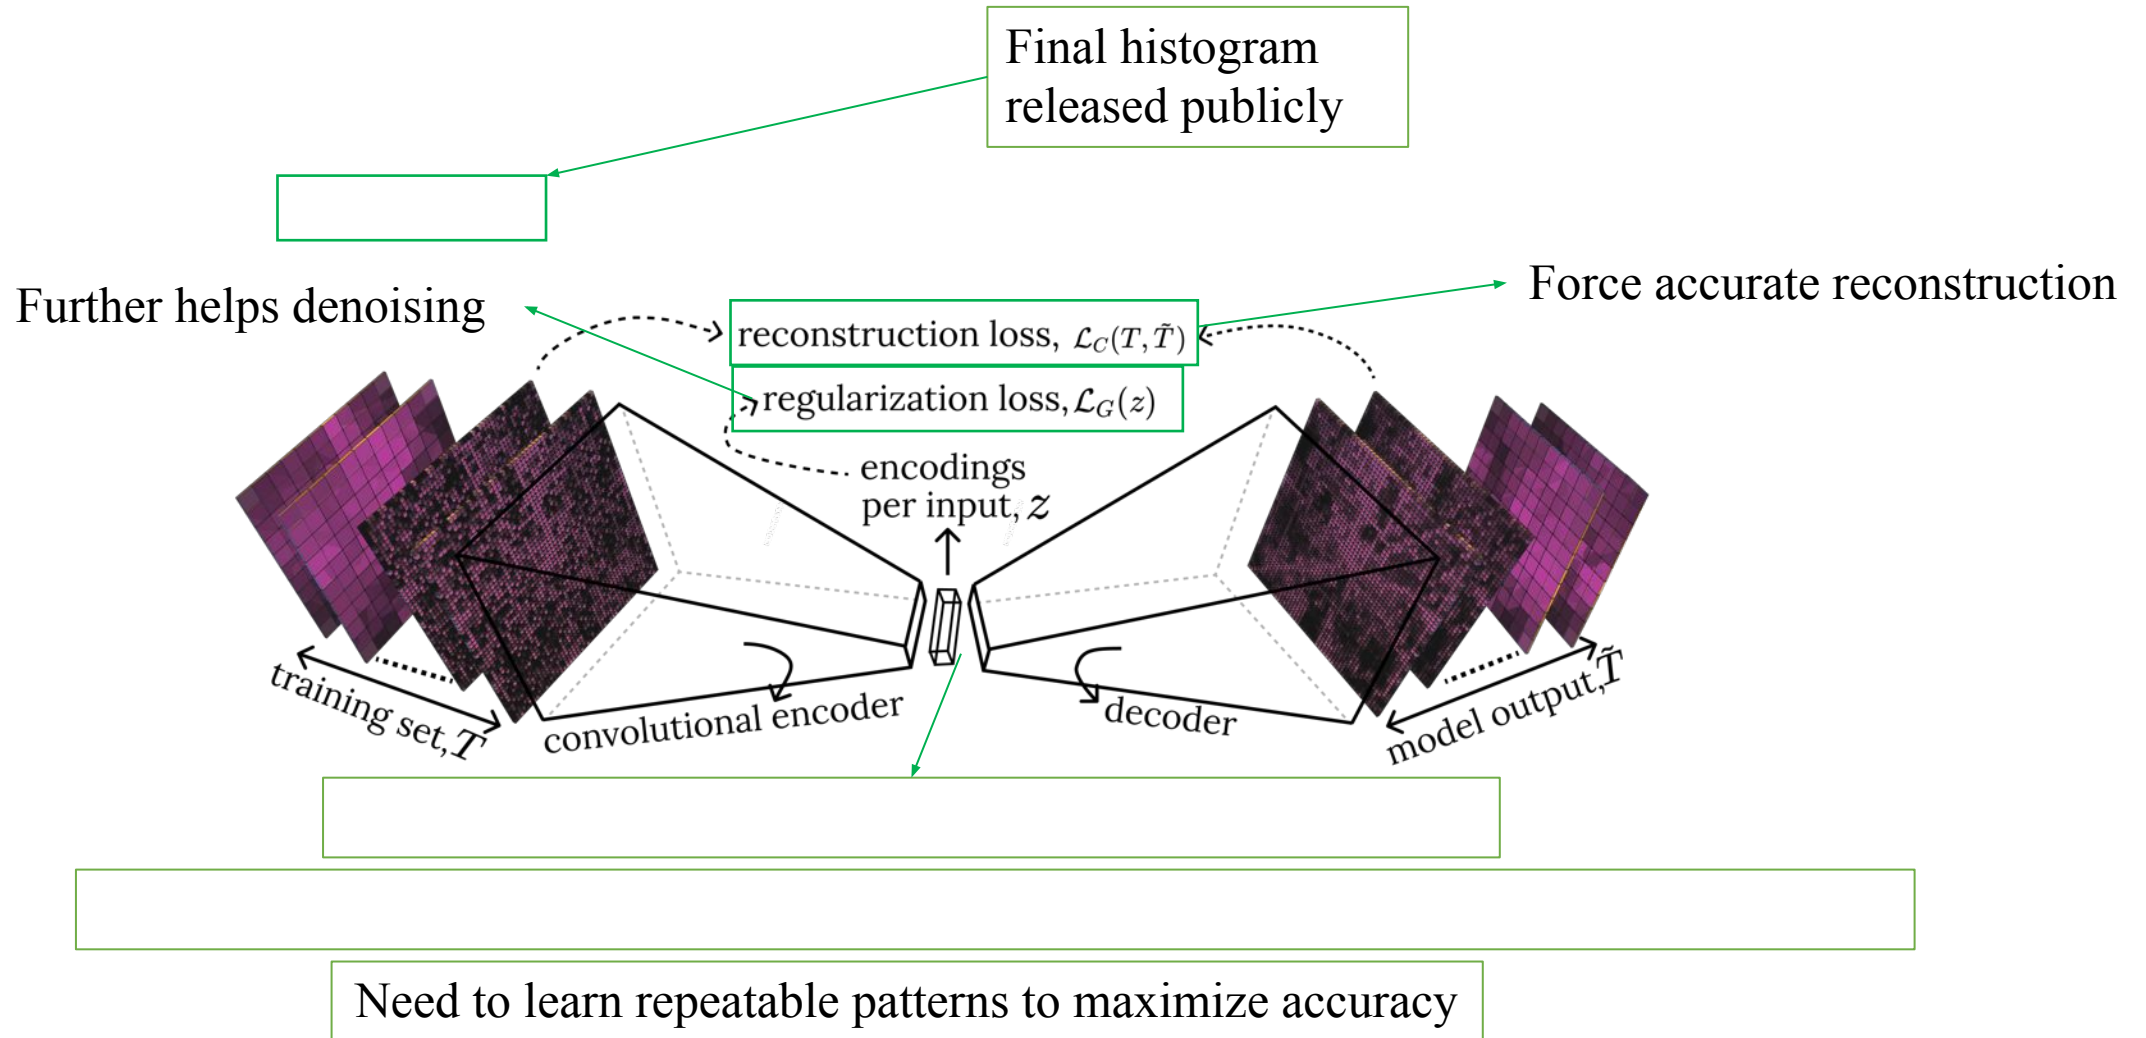 Final histogram
released publicly
Further helps denoising
Force accurate reconstruction
reconstruction loss, ℒ_C(T, T̃)
regularization loss, ℒ_G(z)
encodings
per input, z
training set, T
convolutional encoder
decoder
model output, T̃
Need to learn repeatable patterns to maximize accuracy